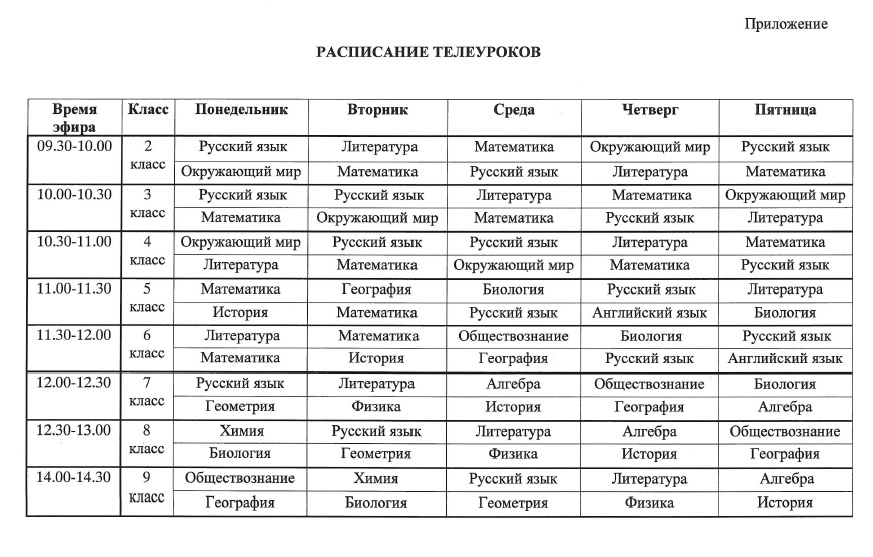 Приложение
РАСПИСАНИЕ ТЕЛЕУРОКОВ
Время эфира Класс Понедельник Вторник Среда Четверг Пятница
09.30-10.00 2 класс Русский язык Литература Математика Окружающий мир Русский язык
Окружающий мир Математика Русский язык Литература Математика
10.00-10.30 3 класс Русский язык Русский язык Литература Математика Окружающий мир
Математика Окружающий мир Математика Русский язык Литература
10.30-11.00 4 класс Окружающий мир Русский язык Русский язык Литература Математика
Литература Математика Окружающий мир Математика Русский язык
11.00-11.30 5 класс Математика География Биология Русский язык Литература
История Математика Русский язык Английский язык Биология
11.30-12.00 6 класс Литература Математика Обществознание Биология Русский язык
Математика История География Русский язык Английский язык
12.00-12.30 7 класс Русский язык Литература Алгебра Обществознание Биология
Геометрия Физика История География Алгебра
12.30-13.00 8 класс Химия Русский язык Литература Алгебра Обществознание
Биология Геометрия Физика История География
14.00-14.30 9 класс Обществознание Химия Русский язык Литература Алгебра
География Биология Геометрия Физика История